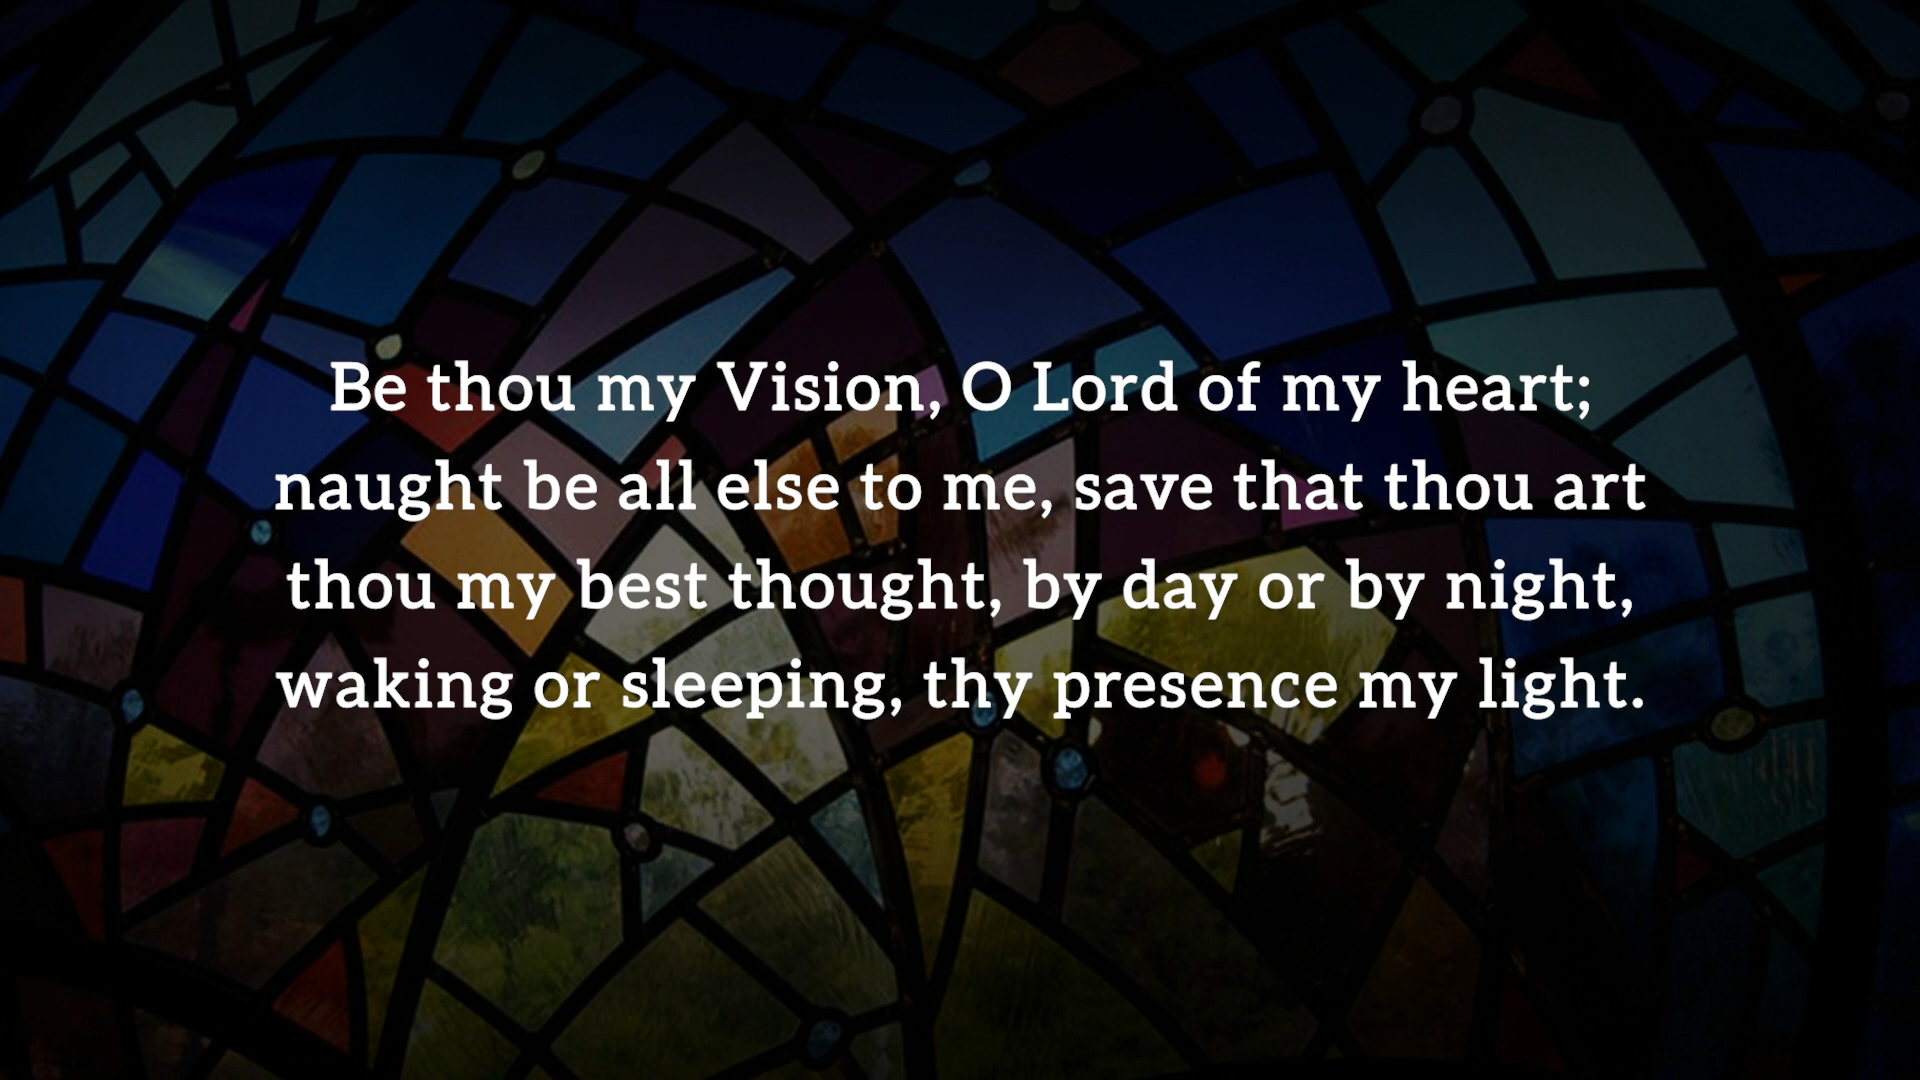 Be thou my Vision, O Lord of my heart;
naught be all else to me, save that thou art
thou my best thought, by day or by night,
waking or sleeping, thy presence my light.